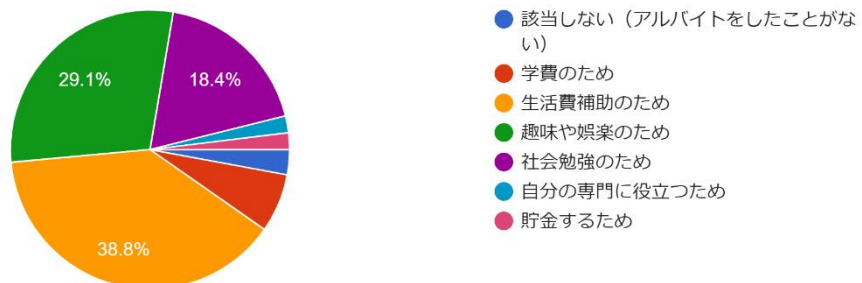 29.1%
18.4%
38.8%
該当しない（アルバイトをしたことがな
い）
学費のため
生活費補助のため
趣味や娯楽のため
社会勉強のため
自分の専門に役立つため
貯金するため